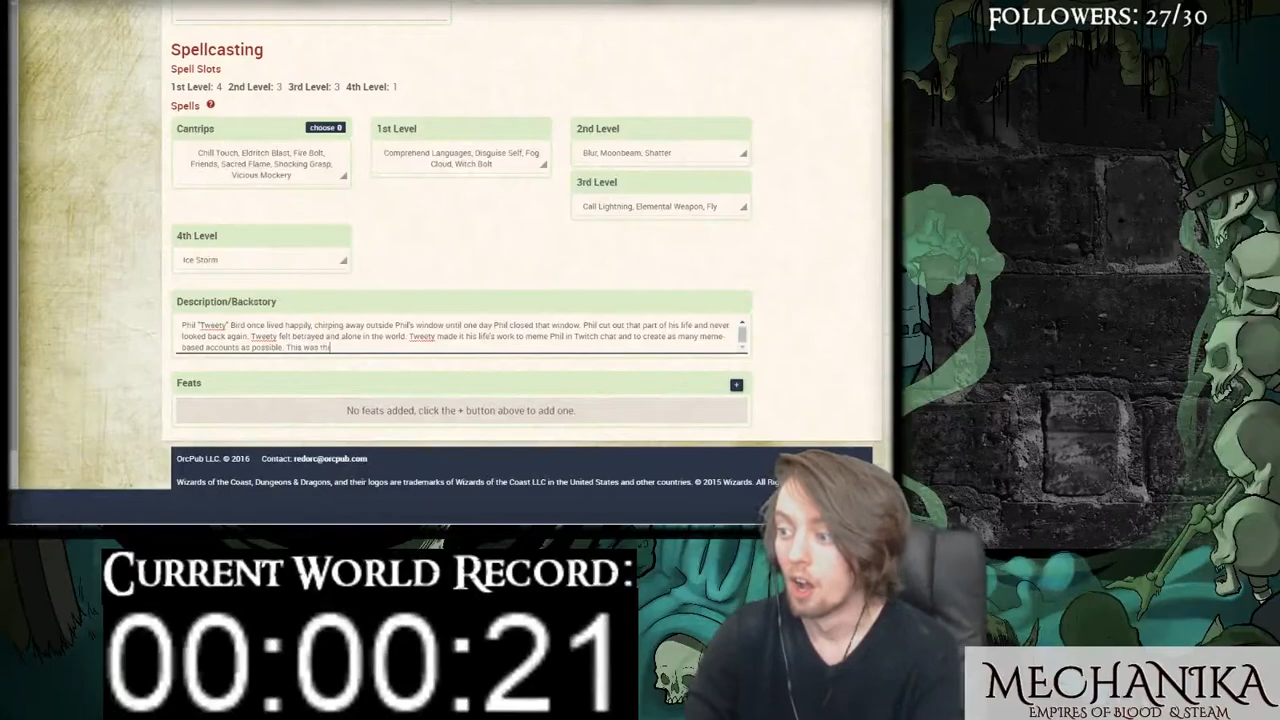 FOLLOWERS: 27/30
Spellcasting
Spell Slots
1st Level: 4 2nd Level: 3 3rd Level: 3 4th Level: 1
Spells ?
Cantrips choose 0
Chill Touch, Eldritch Blast, Fire Bolt,
Friends, Sacred Flame, Shocking Grasp,
Vicious Mockery
1st Level
Comprehend Languages, Disguise Self, Fog
Cloud, Witch Bolt
2nd Level
Blur, Moonbeam, Shatter
3rd Level
Call Lightning, Elemental Weapon, Fly
4th Level
Ice Storm
Description/Backstory
Phil "Tweety" Bird once lived happily, chirping away outside Phil's window until one day Phil closed that window. Phil cut out that part of his life and never
looked back again. Tweety felt betrayed and alone in the world. Tweety made it his life's work to meme Phil in Twitch chat and to create as many meme-
based accounts as possible. This was thi
Feats +
No feats added, click the + button above to add one.
OrcPub LLC. © 2016 Contact: redorc@orcpub.com
Wizards of the Coast, Dungeons & Dragons, and their logos are trademarks of Wizards of the Coast LLC in the United States and other countries. © 2015 Wizards. All Rig
CURRENT WORLD RECORD:
00:00:21
MECHANIKA
EMPIRES OF BLOOD & STEAM